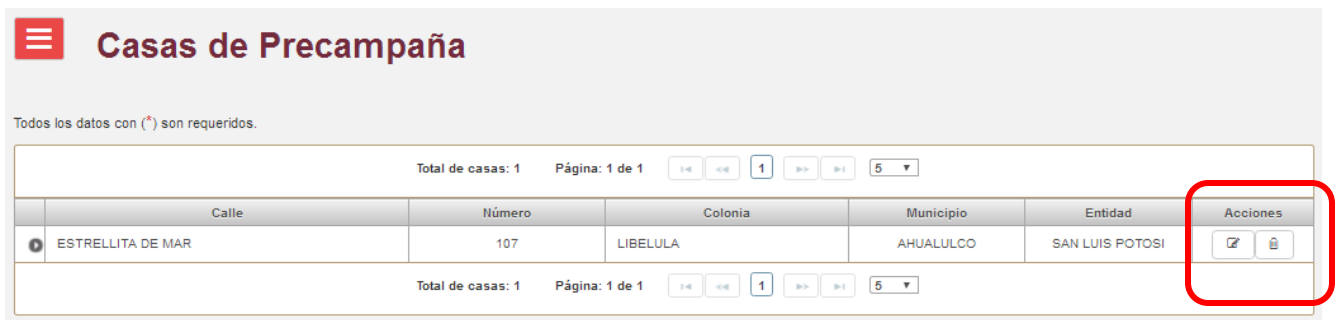 Casas de Precampaña
Todos los datos con (*) son requeridos.
Total de casas: 1 Página: 1 de 1 1 5
Calle Número Colonia Municipio Entidad Acciones
ESTRELLITA DE MAR 107 LIBELULA AHUALULCO SAN LUIS POTOSI
Total de casas: 1 Página: 1 de 1 1 5